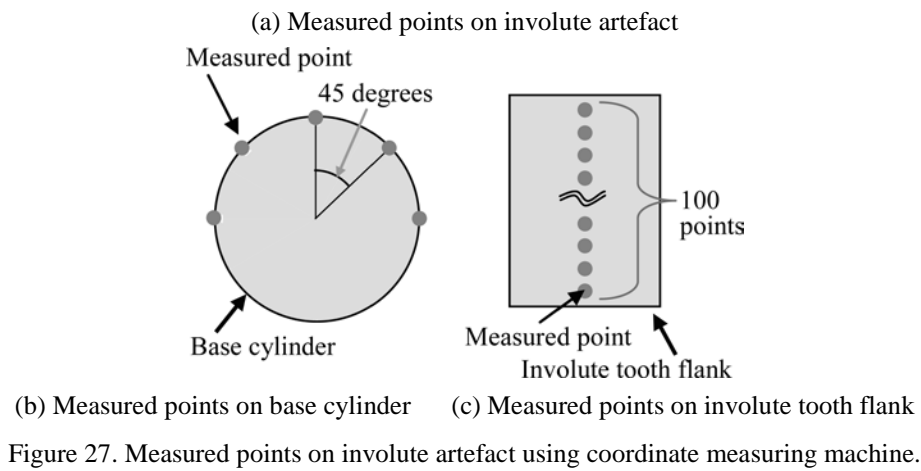 (a) Measured points on involute artefact
Measured point
45 degrees
Base cylinder
100
points
Measured point
Involute tooth flank
(b) Measured points on base cylinder
(c) Measured points on involute tooth flank
Figure 27. Measured points on involute artefact using coordinate measuring machine.